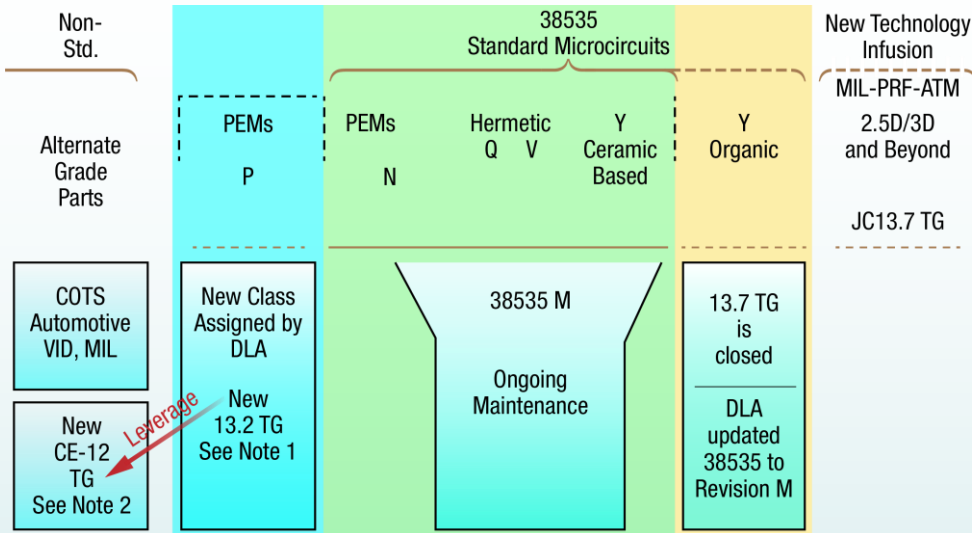 Non-
Std.
38535
Standard Microcircuits
New Technology
Infusion
Alternate
Grade
Parts
PEMs
P
PEMs
N
Hermetic
Q V
Y
Ceramic
Based
Y
Organic
MIL-PRF-ATM
2.5D/3D
and Beyond
JC13.7 TG
COTS
Automotive
VID, MIL
New
CE-12
TG
See Note 2
Leverage
New Class
Assigned by
DLA
New
13.2 TG
See Note 1
38535 M
Ongoing
Maintenance
13.7 TG
is
closed
DLA
updated
38535 to
Revision M